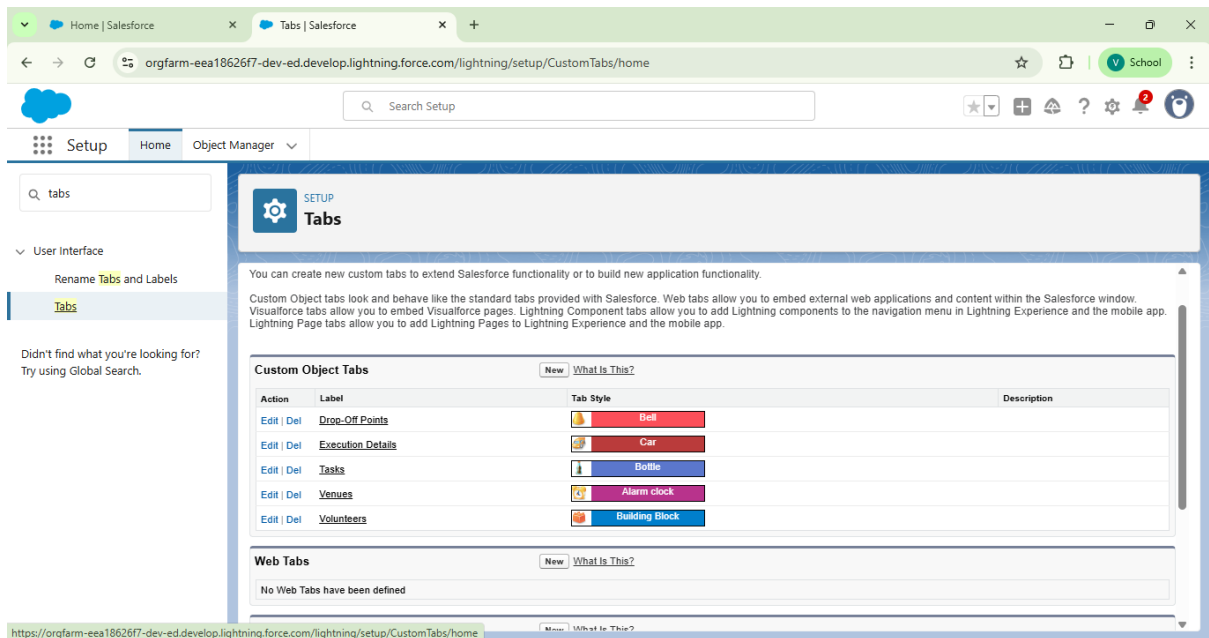 Home | Salesforce
Tabs | Salesforce
orgfarm-eea18626f7-dev-ed.develop.lightning.force.com/lightning/setup/CustomTabs/home
V School
Search Setup
2
Setup Home Object Manager
tabs
User Interface
Rename Tabs and Labels
Tabs
Didn't find what you're looking for?
Try using Global Search.
SETUP
Tabs
You can create new custom tabs to extend Salesforce functionality or to build new application functionality.
Custom Object tabs look and behave like the standard tabs provided with Salesforce. Web tabs allow you to embed external web applications and content within the Salesforce window.
Visualforce tabs allow you to embed Visualforce pages. Lightning Component tabs allow you to add Lightning components to the navigation menu in Lightning Experience and the mobile app.
Lightning Page tabs allow you to add Lightning Pages to Lightning Experience and the mobile app.
Custom Object Tabs New What Is This?
Action Label Tab Style Description
Edit | Del Drop-Off Points Bell
Edit | Del Execution Details Car
Edit | Del Tasks Bottle
Edit | Del Venues Alarm clock
Edit | Del Volunteers Building Block
Web Tabs New What Is This?
No Web Tabs have been defined
New What Is This?
https://orgfarm-eea18626f7-dev-ed.develop.lightning.force.com/lightning/setup/CustomTabs/home